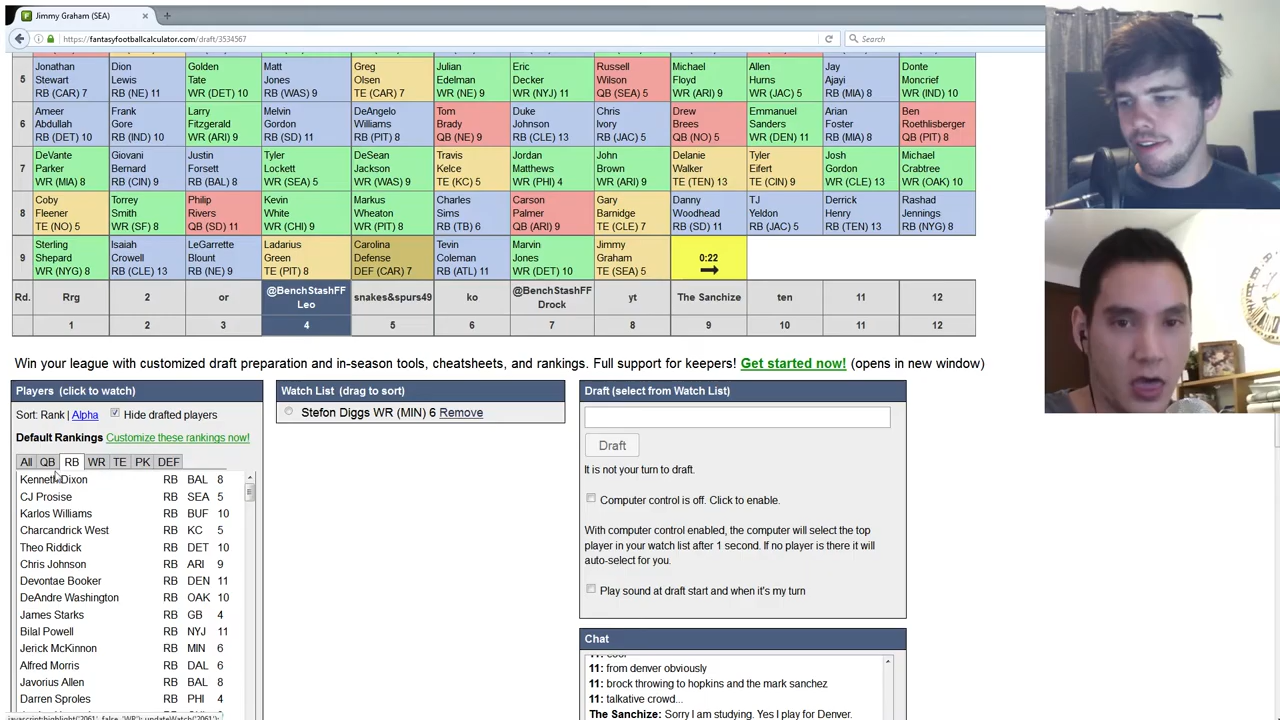 Jimmy Graham (SEA)
https://fantasyfootballcalculator.com/draft/3534567
Search
5
Jonathan Stewart RB (CAR) 7
Dion Lewis RB (NE) 11
Golden Tate WR (DET) 10
Matt Jones RB (WAS) 9
Greg Olsen TE (CAR) 7
Julian Edelman WR (NE) 9
Eric Decker WR (NYJ) 11
Russell Wilson QB (SEA) 5
Michael Floyd WR (ARI) 9
Allen Hurns WR (JAC) 5
Jay Ajayi RB (MIA) 8
Donte Moncrief WR (IND) 10
6
Ameer Abdullah RB (DET) 10
Frank Gore RB (IND) 10
Larry Fitzgerald WR (ARI) 9
Melvin Gordon RB (SD) 11
DeAngelo Williams RB (PIT) 8
Tom Brady QB (NE) 9
Duke Johnson RB (CLE) 13
Chris Ivory RB (JAC) 5
Drew Brees QB (NO) 5
Emmanuel Sanders WR (DEN) 11
Arian Foster RB (MIA) 8
Ben Roethlisberger QB (PIT) 8
7
DeVante Parker WR (MIA) 8
Giovani Bernard RB (CIN) 9
Justin Forsett RB (BAL) 8
Tyler Lockett WR (SEA) 5
DeSean Jackson WR (WAS) 9
Travis Kelce TE (KC) 5
Jordan Matthews WR (PHI) 4
John Brown WR (ARI) 9
Delanie Walker TE (TEN) 13
Tyler Eifert TE (CIN) 9
Josh Gordon WR (CLE) 13
Michael Crabtree WR (OAK) 10
8
Coby Fleener TE (NO) 5
Torrey Smith WR (SF) 8
Philip Rivers QB (SD) 11
Kevin White WR (CHI) 9
Markus Wheaton WR (PIT) 8
Charles Sims RB (TB) 6
Carson Palmer QB (ARI) 9
Gary Barnidge TE (CLE) 7
Danny Woodhead RB (SD) 11
TJ Yeldon RB (JAC) 5
Derrick Henry RB (TEN) 13
Rashad Jennings RB (NYG) 8
9
Sterling Shepard WR (NYG) 8
Isaiah Crowell RB (CLE) 13
LeGarrette Blount RB (NE) 9
Ladarius Green TE (PIT) 8
Carolina Defense DEF (CAR) 7
Tevin Coleman RB (ATL) 11
Marvin Jones WR (DET) 10
Jimmy Graham TE (SEA) 5
0:22
Rd. Rrg 2 or @BenchStashFF Leo snakes&spurs49 ko @BenchStashFF Drock yt The Sanchize ten 11 12
1 2 3 4 5 6 7 8 9 10 11 12
Win your league with customized draft preparation and in-season tools, cheatsheets, and rankings. Full support for keepers! Get started now! (opens in new window)
Players (click to watch)
Sort: Rank | Alpha Hide drafted players
Default Rankings Customize these rankings now!
All QB RB WR TE PK DEF
Kenneth Dixon RB BAL 8
CJ Prosise RB SEA 5
Karlos Williams RB BUF 10
Charcandrick West RB KC 5
Theo Riddick RB DET 10
Chris Johnson RB ARI 9
Devontae Booker RB DEN 11
DeAndre Washington RB OAK 10
James Starks RB GB 4
Bilal Powell RB NYJ 11
Jerick McKinnon RB MIN 6
Alfred Morris RB DAL 6
Javorius Allen RB BAL 8
Darren Sproles RB PHI 4
javascript:highlight('2061', false, 'WR'); updateWatch('2061');
Watch List (drag to sort)
Stefon Diggs WR (MIN) 6 Remove
Draft (select from Watch List)
Draft
It is not your turn to draft.
Computer control is off. Click to enable.
With computer control enabled, the computer will select the top
player in your watch list after 1 second. If no player is there it will
auto-select for you.
Play sound at draft start and when it's my turn
Chat
11: cool
11: from denver obviously
11: brock throwing to hopkins and the mark sanchez
11: talkative crowd...
The Sanchize: Sorry I am studying. Yes I play for Denver.